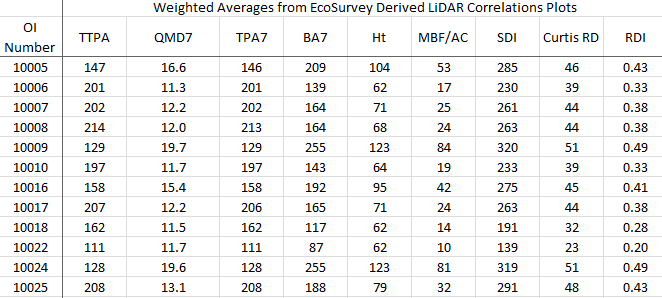 Weighted Averages from EcoSurvey Derived LiDAR Correlations Plots
OI Number TTPA QMD7 TPA7 BA7 Ht MBF/AC SDI Curtis RD RDI
10005 147 16.6 146 209 104 53 285 46 0.43
10006 201 11.3 201 139 62 17 230 39 0.33
10007 202 12.2 202 164 71 25 261 44 0.38
10008 214 12.0 213 164 68 24 263 44 0.38
10009 129 19.7 129 255 123 84 320 51 0.49
10010 197 11.7 197 143 64 19 233 39 0.33
10016 158 15.4 158 192 95 42 275 45 0.41
10017 207 12.2 206 165 71 24 263 44 0.38
10018 162 11.5 162 117 62 14 191 32 0.28
10022 111 11.7 111 87 62 10 139 23 0.20
10024 128 19.6 128 255 123 81 319 51 0.49
10025 208 13.1 208 188 79 32 291 48 0.43